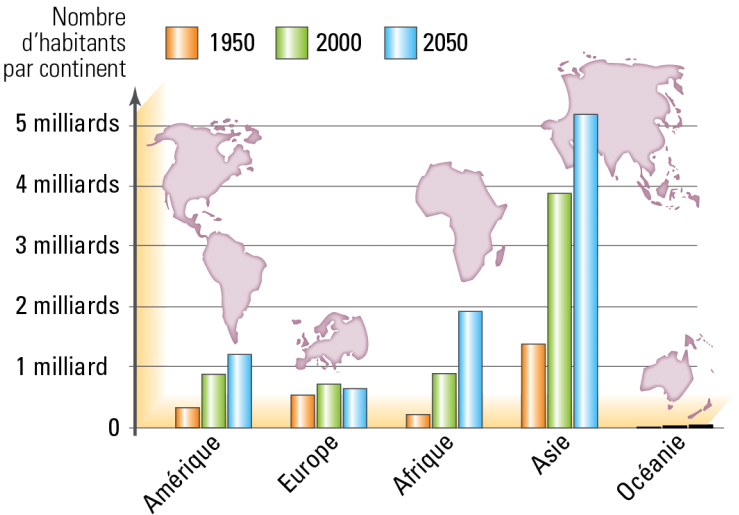 Nombre
d'habitants
par continent
1950
2000
2050
5 milliards
4 milliards
3 milliards
2 milliards
1 milliard
0
Amérique
Europe
Afrique
Asie
Océanie